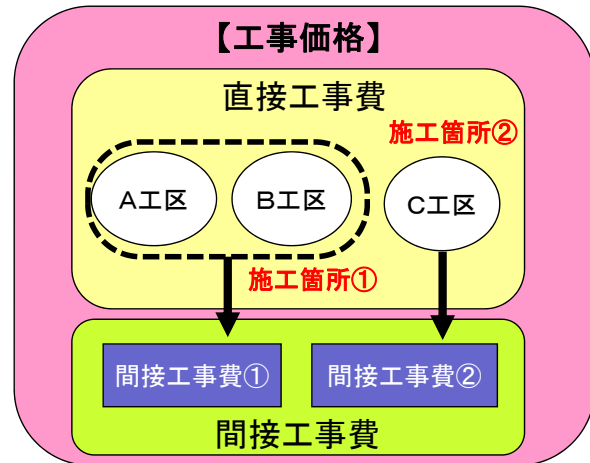 【工事価格】
直接工事費
施工箇所②
A工区
B工区
C工区
施工箇所①
間接工事費①
間接工事費②
間接工事費